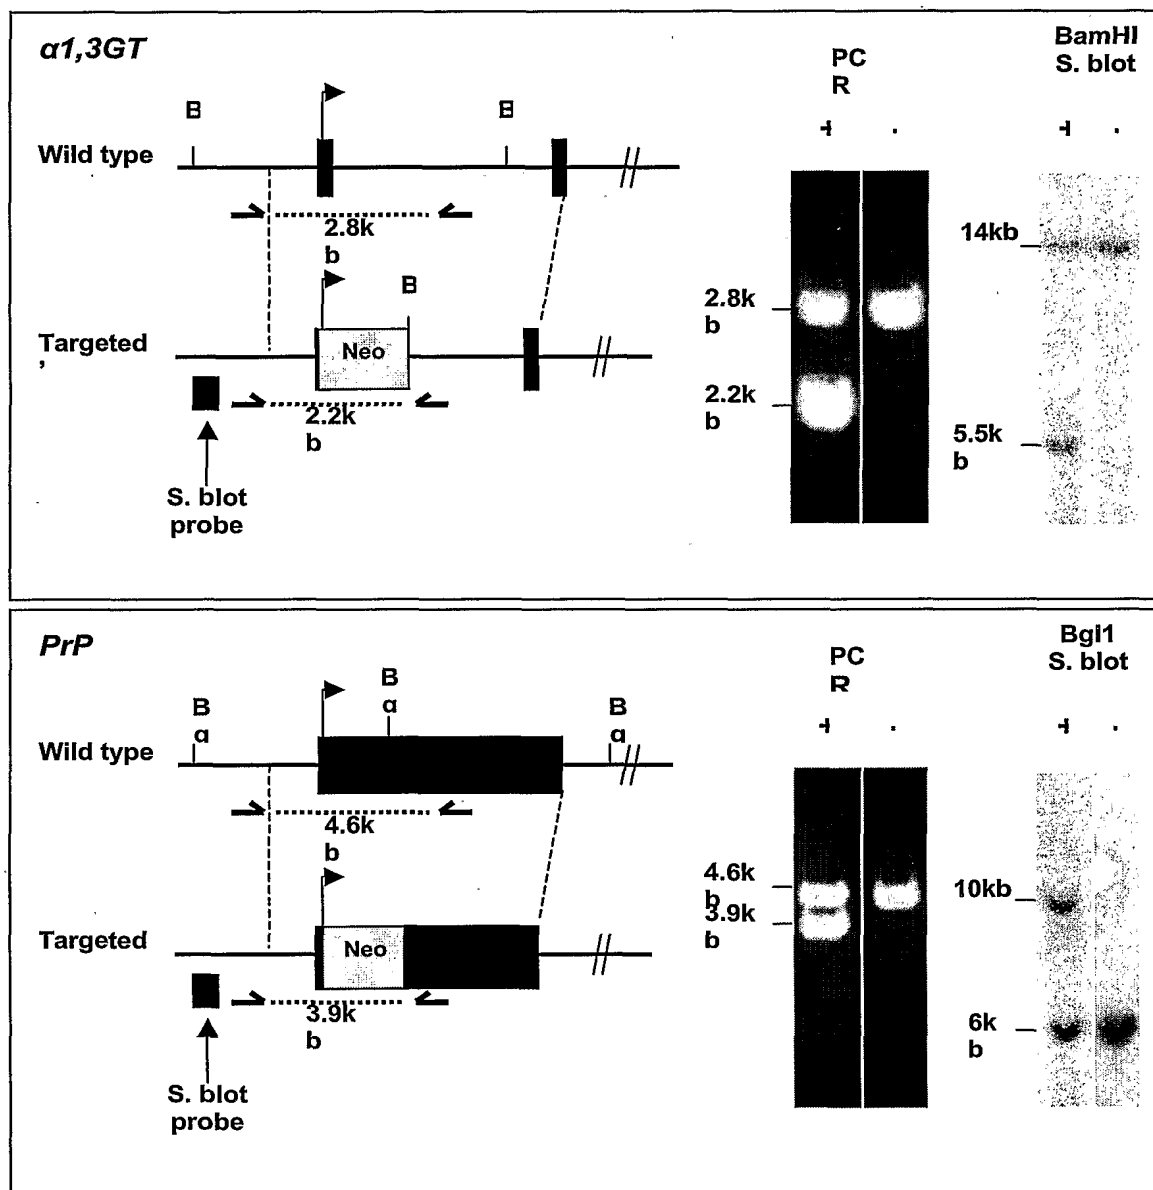 α1,3GT
BamHI
S. blot
PC
R
B
B
+
-
+
-
Wild type
2.8k
b
14kb
B
2.8k
b
Targeted
,
Neo
2.2k
b
2.2k
b
5.5k
b
S. blot
probe
PrP
Bgl1
S. blot
PC
R
B
g
B
g
B
g
+
-
+
-
Wild type
4.6k
b
4.6k
b
3.9k
b
10kb
Targeted
Neo
3.9k
b
6k
b
S. blot
probe